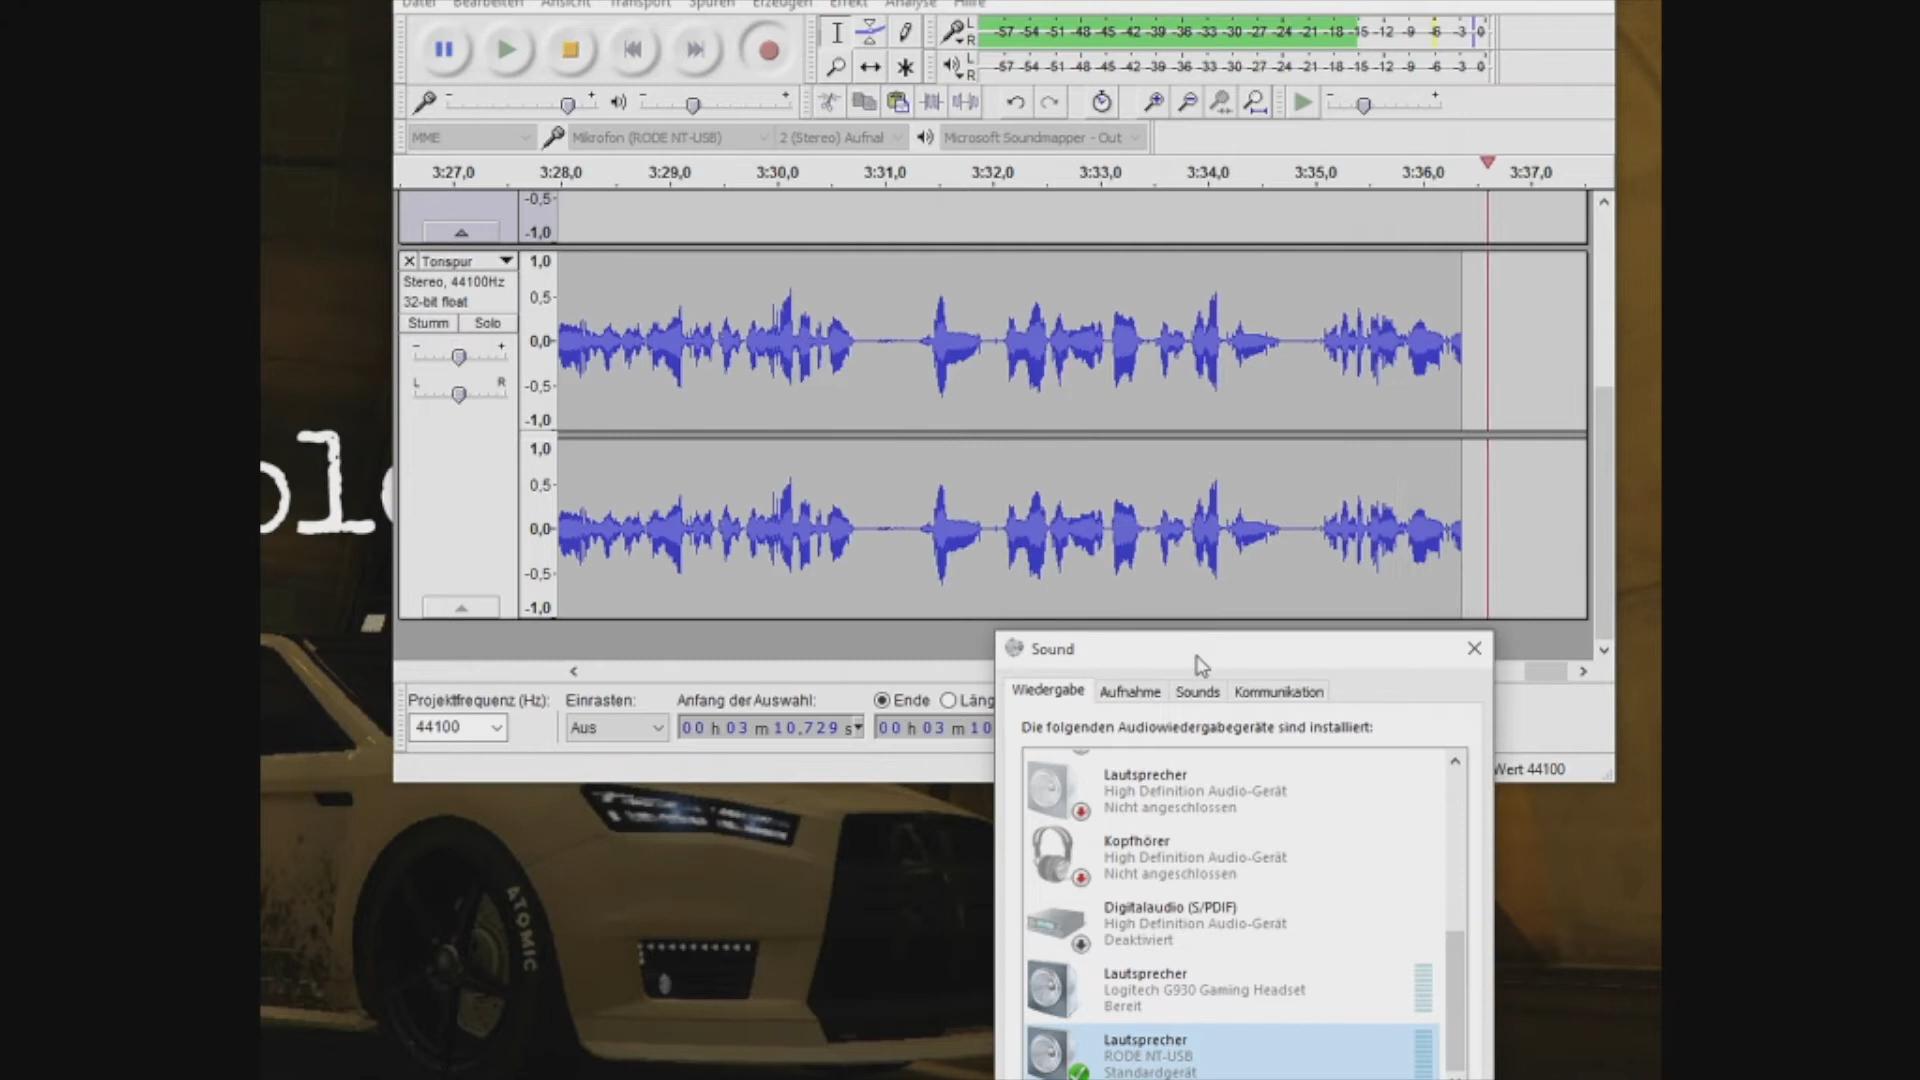 Datei Bearbeiten Ansicht Transport Spuren Erzeugen Effekt Analyse Hilfe
L
R
-57 -54 -51 -48 -45 -42 -39 -36 -33 -30 -27 -24 -21 -18 -15 -12 -9 -6 -3 0
L
R
-57 -54 -51 -48 -45 -42 -39 -36 -33 -30 -27 -24 -21 -18 -15 -12 -9 -6 -3 0
MME Mikrofon (RODE NT-USB) 2 (Stereo) Aufnal Microsoft Soundmapper - Out
3:27,0 3:28,0 3:29,0 3:30,0 3:31,0 3:32,0 3:33,0 3:34,0 3:35,0 3:36,0 3:37,0
-0,5
-1,0
Tonspur
Stereo, 44100Hz
32-bit float
Stumm Solo
L R
1,0
0,5
0,0
-0,5
-1,0
1,0
0,5
0,0
-0,5
-1,0
Projektfrequenz (Hz): Einrasten: Anfang der Auswahl: Ende Läng
44100 Aus 00 h 03 m 10.729 s 00 h 03 m 10
Wert 44100
Sound
Wiedergabe Aufnahme Sounds Kommunikation
Die folgenden Audiowiedergabegeräte sind installiert:
Lautsprecher
High Definition Audio-Gerät
Nicht angeschlossen
Kopfhörer
High Definition Audio-Gerät
Nicht angeschlossen
Digitalaudio (S/PDIF)
High Definition Audio-Gerät
Deaktiviert
Lautsprecher
Logitech G930 Gaming Headset
Bereit
Lautsprecher
RODE NT-USB
Standardgerät
ATOMIC